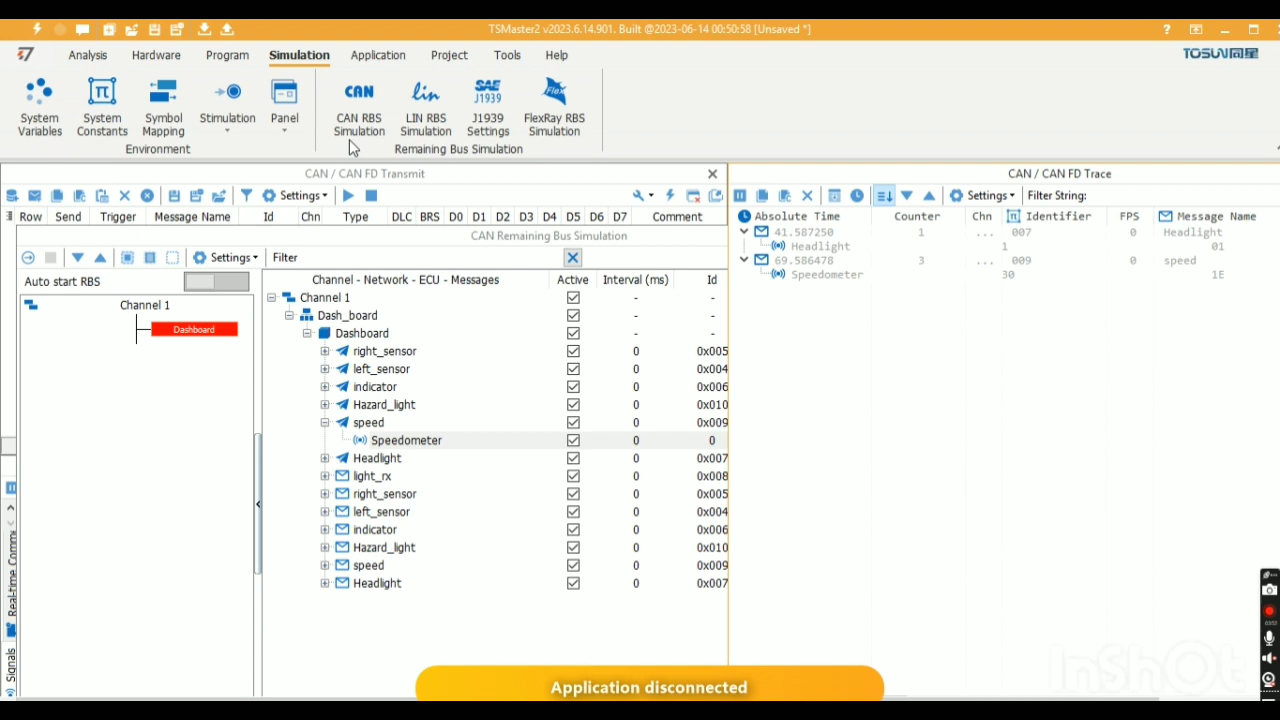 TSMaster2 v2023.6.14.901. Built @2023-06-14 00:50:58 [Unsaved *]
Analysis Hardware Program Simulation Application Project Tools Help
TOSUN同星
System Variables
System Constants
Symbol Mapping
Stimulation
Panel
CAN
CAN RBS Simulation
lin
LIN RBS Simulation
SAE J1939
J1939 Settings
Flex
FlexRay RBS Simulation
Environment
Remaining Bus Simulation
CAN / CAN FD Transmit
Settings
Row Send Trigger Message Name Id Chn Type DLC BRS D0 D1 D2 D3 D4 D5 D6 D7 Comment
CAN Remaining Bus Simulation
Settings Filter
Auto start RBS
Channel 1
Dashboard
Channel - Network - ECU - Messages Active Interval (ms) Id
Channel 1 - -
Dash_board - -
Dashboard - -
right_sensor 0 0x005
left_sensor 0 0x004
indicator 0 0x006
Hazard_light 0 0x010
speed 0 0x009
Speedometer 0 0
Headlight 0 0x007
light_rx 0 0x008
right_sensor 0 0x005
left_sensor 0 0x004
indicator 0 0x006
Hazard_light 0 0x010
speed 0 0x009
Headlight 0 0x007
Real-time Comm
Signals
CAN / CAN FD Trace
Settings Filter String:
Absolute Time Counter Chn Identifier FPS Message Name
41.587250 1 ... 007 0 Headlight
Headlight 1 01
69.586478 3 ... 009 0 speed
Speedometer 30 1E
Application disconnected
InShOt